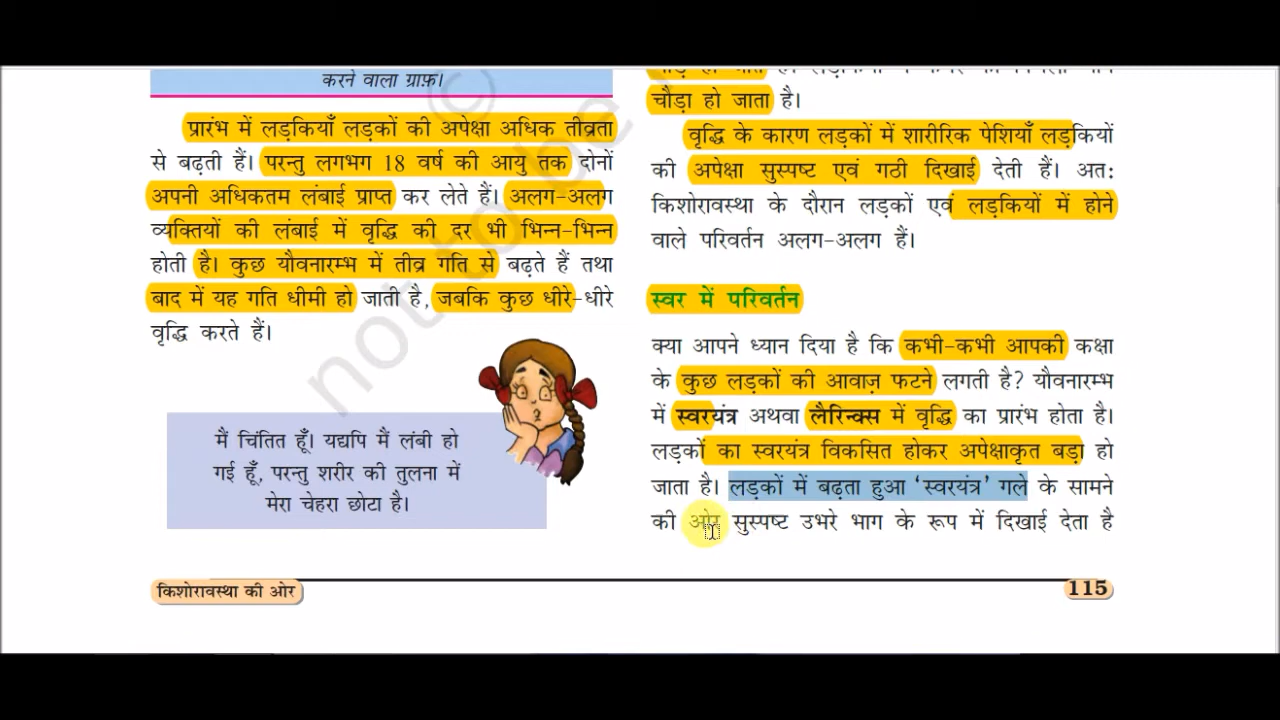 करने वाला ग्राफ़।
प्रारंभ में लड़कियाँ लड़कों की अपेक्षा अधिक तीव्रता
से बढ़ती हैं। परन्तु लगभग 18 वर्ष की आयु तक दोनों
अपनी अधिकतम लंबाई प्राप्त कर लेते हैं। अलग-अलग
व्यक्तियों की लंबाई में वृद्धि की दर भी भिन्न-भिन्न
होती है। कुछ यौवनारम्भ में तीव्र गति से बढ़ते हैं तथा
बाद में यह गति धीमी हो जाती है, जबकि कुछ धीरे-धीरे
वृद्धि करते हैं।
मैं चिंतित हूँ। यद्यपि मैं लंबी हो
गई हूँ, परन्तु शरीर की तुलना में
मेरा चेहरा छोटा है।
चौड़ा हो जाता है।
वृद्धि के कारण लड़कों में शारीरिक पेशियाँ लड़कियों
की अपेक्षा सुस्पष्ट एवं गठी दिखाई देती हैं। अत:
किशोरावस्था के दौरान लड़कों एवं लड़कियों में होने
वाले परिवर्तन अलग-अलग हैं।
स्वर में परिवर्तन
क्या आपने ध्यान दिया है कि कभी-कभी आपकी कक्षा
के कुछ लड़कों की आवाज़ फटने लगती है? यौवनारम्भ
में स्वरयंत्र अथवा लैरिन्क्स में वृद्धि का प्रारंभ होता है।
लड़कों का स्वरयंत्र विकसित होकर अपेक्षाकृत बड़ा हो
जाता है। लड़कों में बढ़ता हुआ ‘स्वरयंत्र’ गले के सामने
की ओर सुस्पष्ट उभरे भाग के रूप में दिखाई देता है
किशोरावस्था की ओर
115
not to be
©